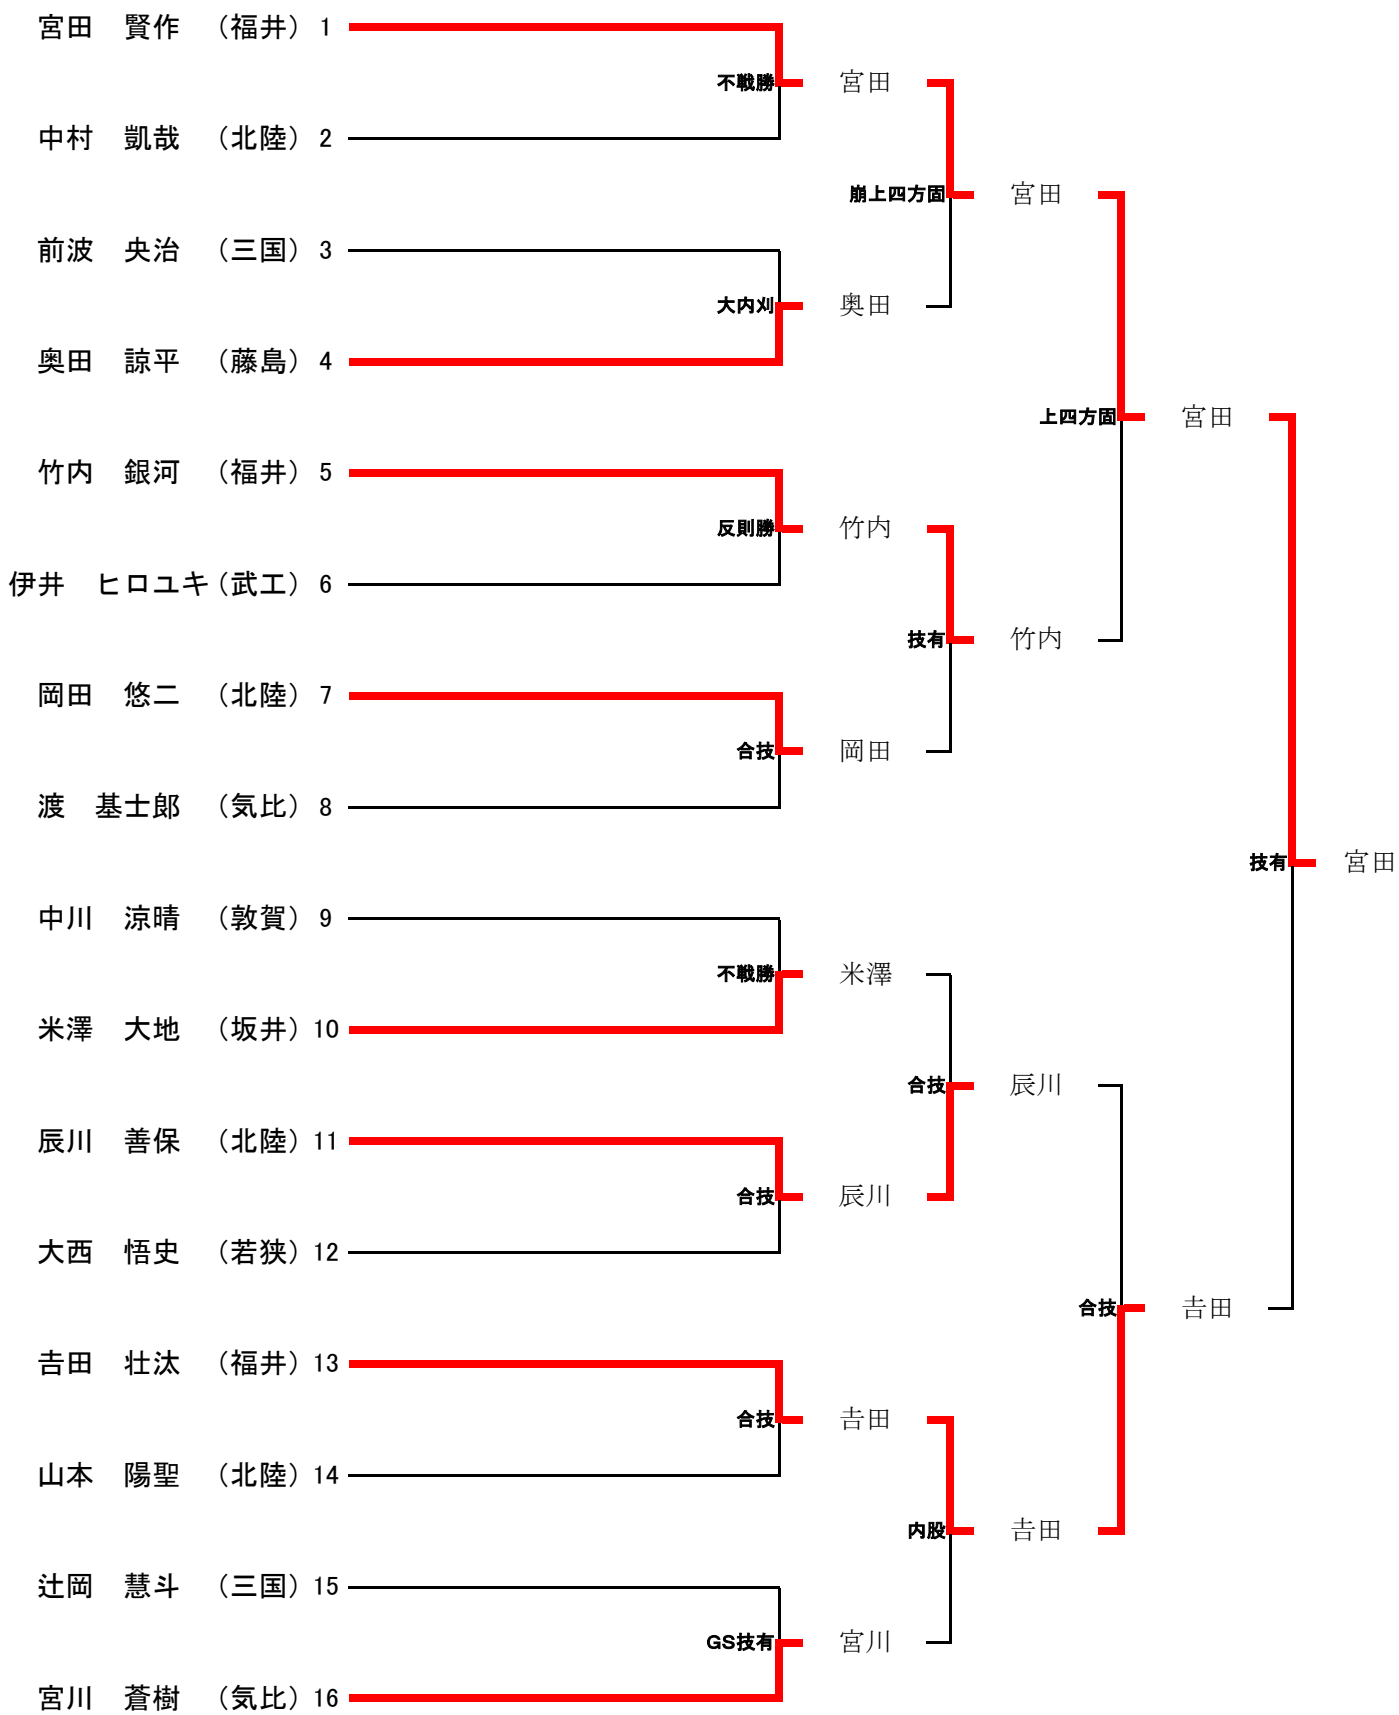 宮田　賢作　（福井） 1
不戦勝　宮田
中村　凱哉　（北陸） 2
崩上四方固　宮田
前波　央治　（三国） 3
大内刈　奥田
奥田　諒平　（藤島） 4
上四方固　宮田
竹内　銀河　（福井） 5
反則勝　竹内
伊井　ヒロユキ（武工） 6
技有　竹内
岡田　悠二　（北陸） 7
合技　岡田
渡　基士郎　（気比） 8
技有　宮田
中川　涼晴　（敦賀） 9
不戦勝　米澤
米澤　大地　（坂井） 10
合技　辰川
辰川　善保　（北陸） 11
合技　辰川
大西　悟史　（若狭） 12
合技　𠮷田
𠮷田　壮汰　（福井） 13
合技　𠮷田
山本　陽聖　（北陸） 14
内股　𠮷田
辻岡　慧斗　（三国） 15
GS技有　宮川
宮川　蒼樹　（気比） 16